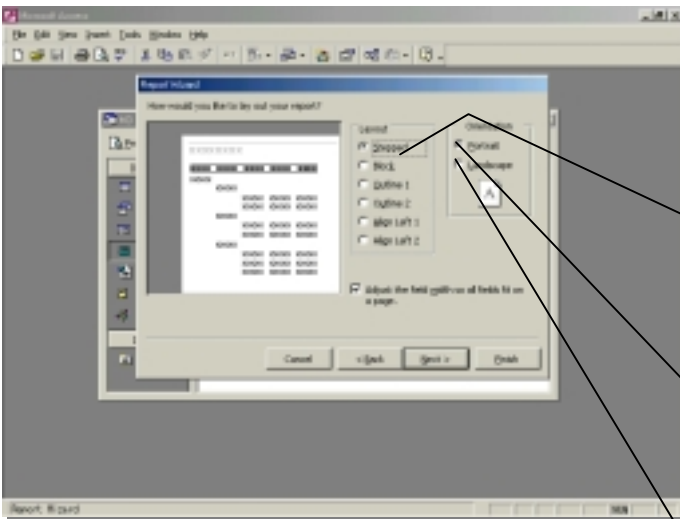 Microsoft Access
File Edit View Insert Tools Window Help
Report Wizard
How would you like to lay out your report?
Layout
Stepped
Block
Outline 1
Outline 2
Align Left 1
Align Left 2
Orientation
Portrait
Landscape
A
Adjust the field width so all fields fit on
a page.
Cancel
< Back
Next >
Finish
Report Wizard
NUM